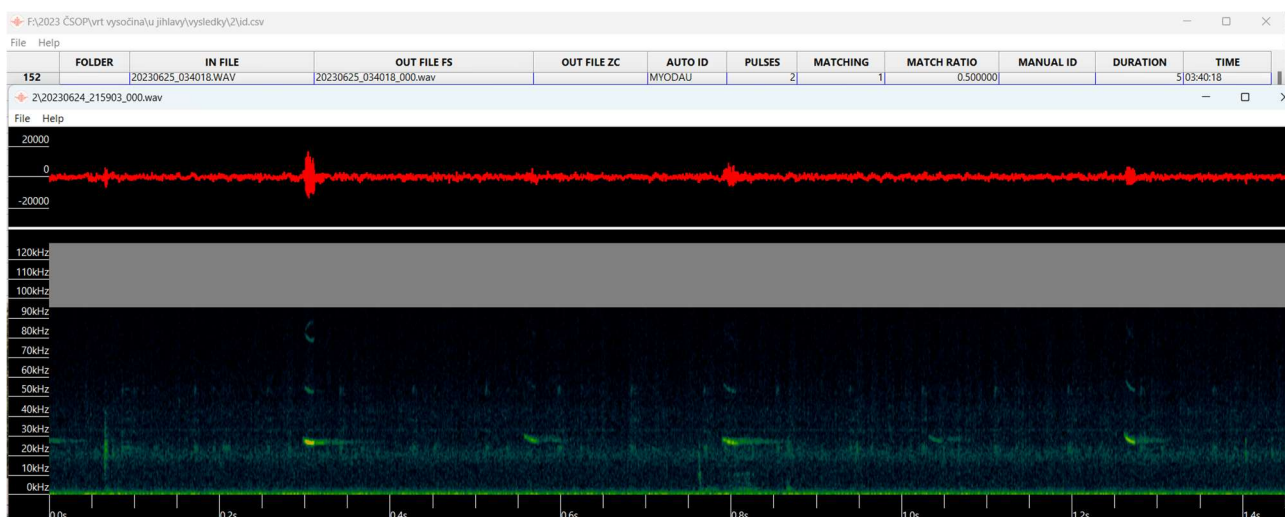 F:\2023 ČSOP\vrt vysočina\u jihlavy\vysledky\2\id.csv
File Help
FOLDER IN FILE OUT FILE FS OUT FILE ZC AUTO ID PULSES MATCHING MATCH RATIO MANUAL ID DURATION TIME
152 20230625_034018.WAV 20230625_034018_000.wav MYODAU 2 1 0.500000 5 03:40:18
2\20230624_215903_000.wav
File Help
20000
0
-20000
120kHz
110kHz
100kHz
90kHz
80kHz
70kHz
60kHz
50kHz
40kHz
30kHz
20kHz
10kHz
0kHz
0.0s 0.2s 0.4s 0.6s 0.8s 1.0s 1.2s 1.4s